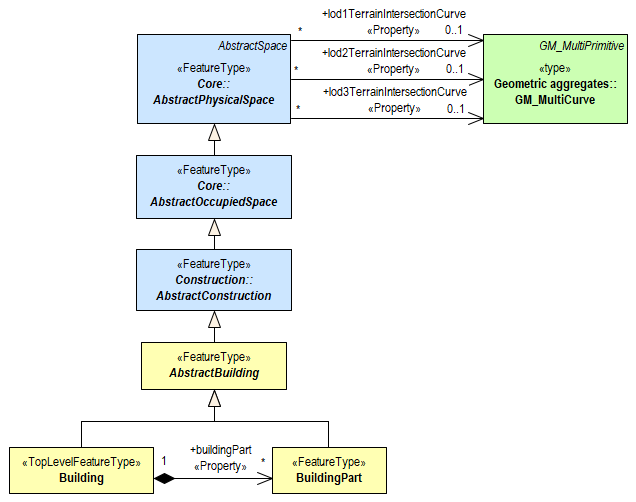 +lod1TerrainIntersectionCurve
* «Property» 0..1
AbstractSpace
«FeatureType»
Core::
AbstractPhysicalSpace
+lod2TerrainIntersectionCurve
* «Property» 0..1
+lod3TerrainIntersectionCurve
* «Property» 0..1
GM_MultiPrimitive
«type»
Geometric aggregates::
GM_MultiCurve
«FeatureType»
Core::
AbstractOccupiedSpace
«FeatureType»
Construction::
AbstractConstruction
«FeatureType»
AbstractBuilding
«TopLevelFeatureType»
Building
1 +buildingPart *
«Property»
«FeatureType»
BuildingPart